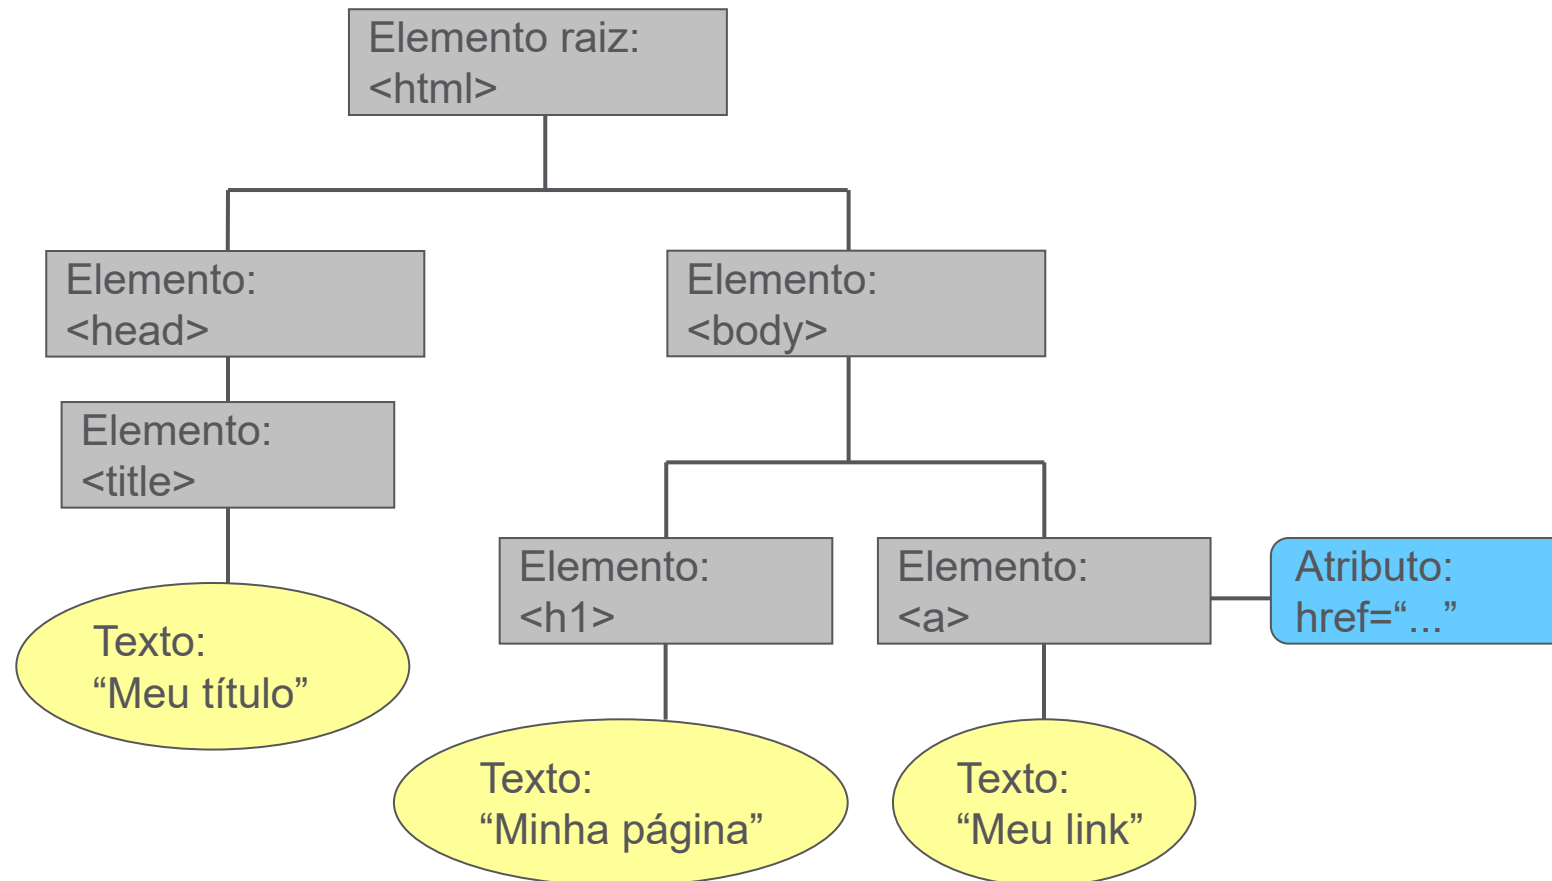 Elemento raiz:
<html>
Elemento:
<head>
Elemento:
<body>
Elemento:
<title>
Elemento:
<h1>
Elemento:
<a>
Atributo:
href=“...”
Texto:
“Meu título”
Texto:
“Minha página”
Texto:
“Meu link”